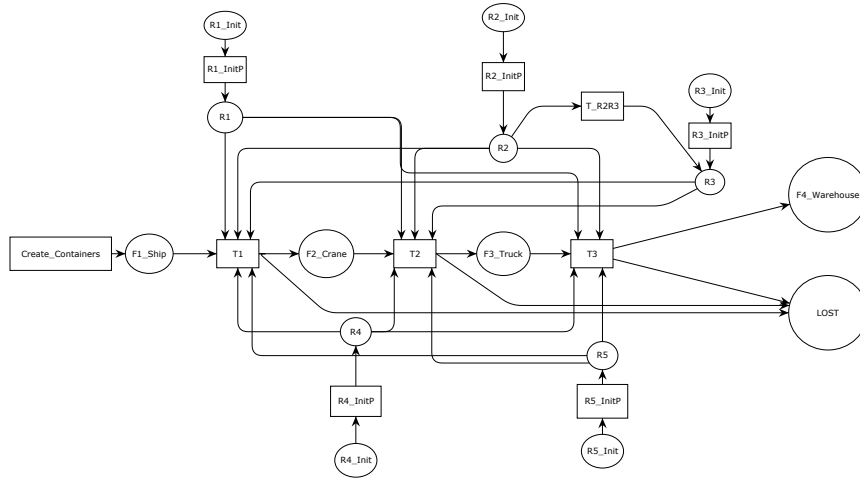 R1_Init
R2_Init
R1_InitP
R2_InitP
R3_Init
T_R2R3
R1
R3_InitP
R2
R3
F4_Warehouse
Create_Containers
F1_Ship
T1
F2_Crane
T2
F3_Truck
T3
LOST
R4
R5
R4_InitP
R5_InitP
R4_Init
R5_Init